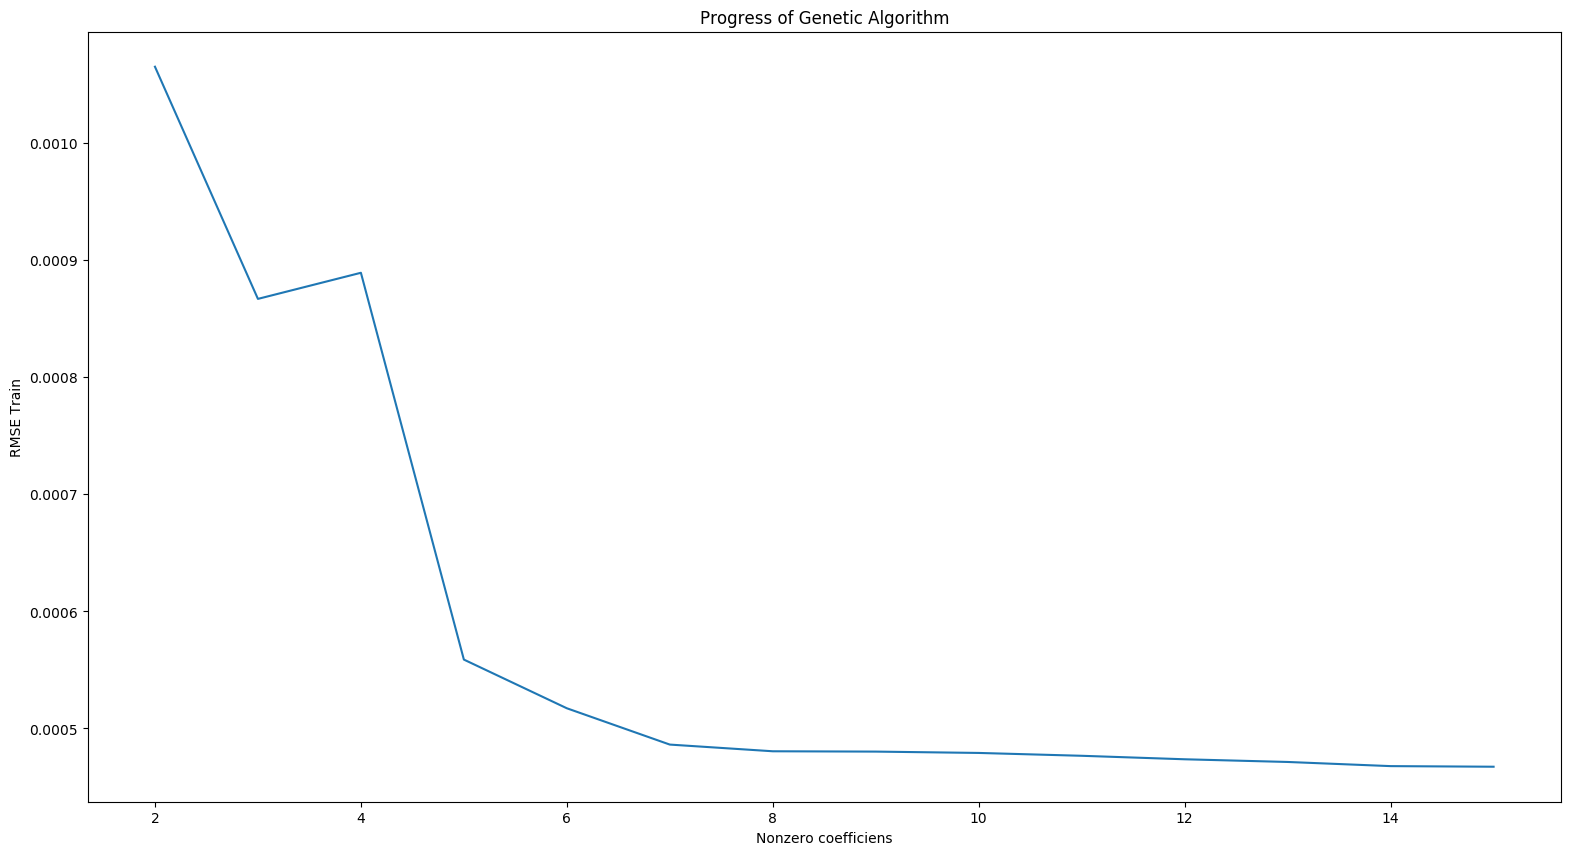 Progress of Genetic Algorithm
0.0010
0.0009
0.0008
0.0007
0.0006
0.0005
RMSE Train
2 4 6 8 10 12 14
Nonzero coefficiens